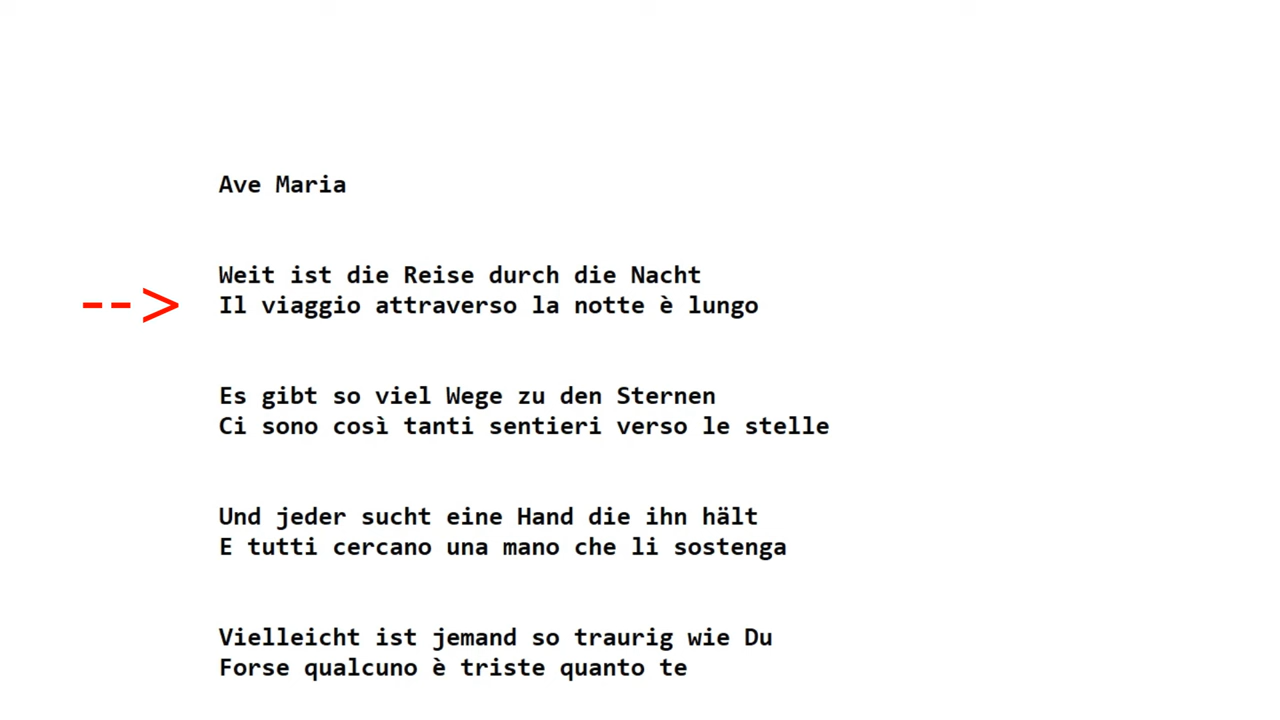 Ave Maria
Weit ist die Reise durch die Nacht
--> Il viaggio attraverso la notte è lungo
Es gibt so viel Wege zu den Sternen
Ci sono così tanti sentieri verso le stelle
Und jeder sucht eine Hand die ihn hält
E tutti cercano una mano che li sostenga
Vielleicht ist jemand so traurig wie Du
Forse qualcuno è triste quanto te